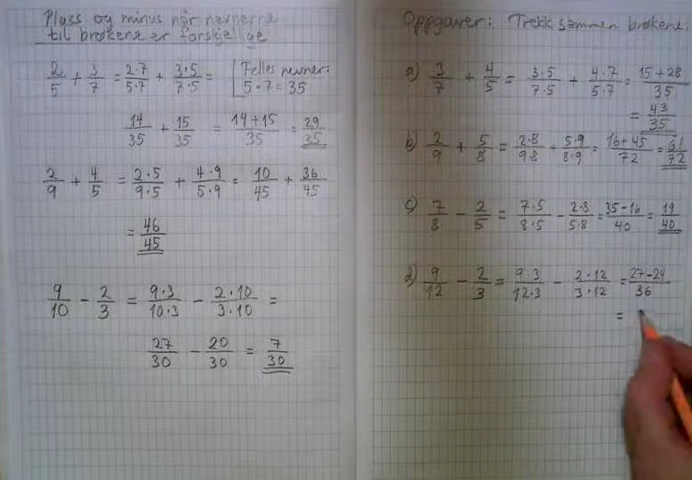 Pluss og minus når nevnerne
til brøkene er forskjellige
2/5 + 3/7 = 2·7/5·7 + 3·5/7·5 =
Felles nevner:
5·7 = 35
14/35 + 15/35 = 14+15/35 = 29/35
2/9 + 4/5 = 2·5/9·5 + 4·9/5·9 = 10/45 + 36/45
= 46/45
9/10 − 2/3 = 9·3/10·3 − 2·10/3·10 =
27/30 − 20/30 = 7/30
Oppgaver: Trekk sammen brøkene:
a) 3/7 + 4/5 = 3·5/7·5 + 4·7/5·7 = 15+28/35
= 43/35
b) 2/9 + 5/8 = 2·8/9·8 + 5·9/8·9 = 16+45/72 = 61/72
c) 7/8 − 2/5 = 7·5/8·5 − 2·8/5·8 = 35−16/40 = 19/40
d) 9/12 − 2/3 = 9·3/12·3 − 2·12/3·12 = 27−24/36
=